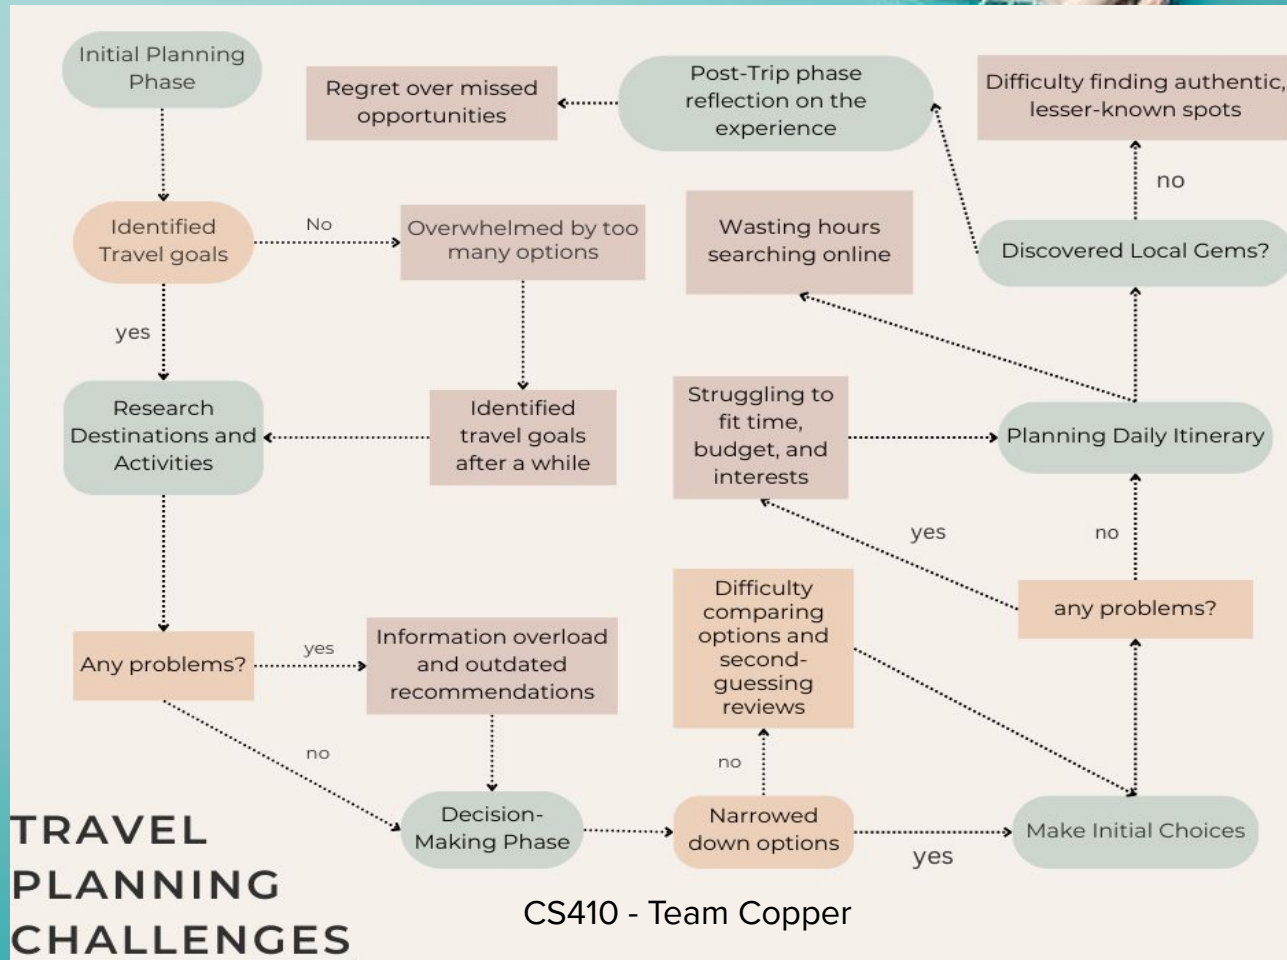 Initial Planning
Phase
Regret over missed
opportunities
Post-Trip phase
reflection on the
experience
Difficulty finding authentic,
lesser-known spots
no
Identified
Travel goals
No
Overwhelmed by too
many options
Wasting hours
searching online
Discovered Local Gems?
yes
Research
Destinations and
Activities
Identified
travel goals
after a while
Struggling to
fit time,
budget, and
interests
Planning Daily Itinerary
yes
no
Any problems?
yes
Information overload
and outdated
recommendations
Difficulty
comparing
options and
second-
guessing
reviews
any problems?
no
no
Decision-
Making Phase
Narrowed
down options
yes
Make Initial Choices
TRAVEL
PLANNING
CHALLENGES
CS410 - Team Copper